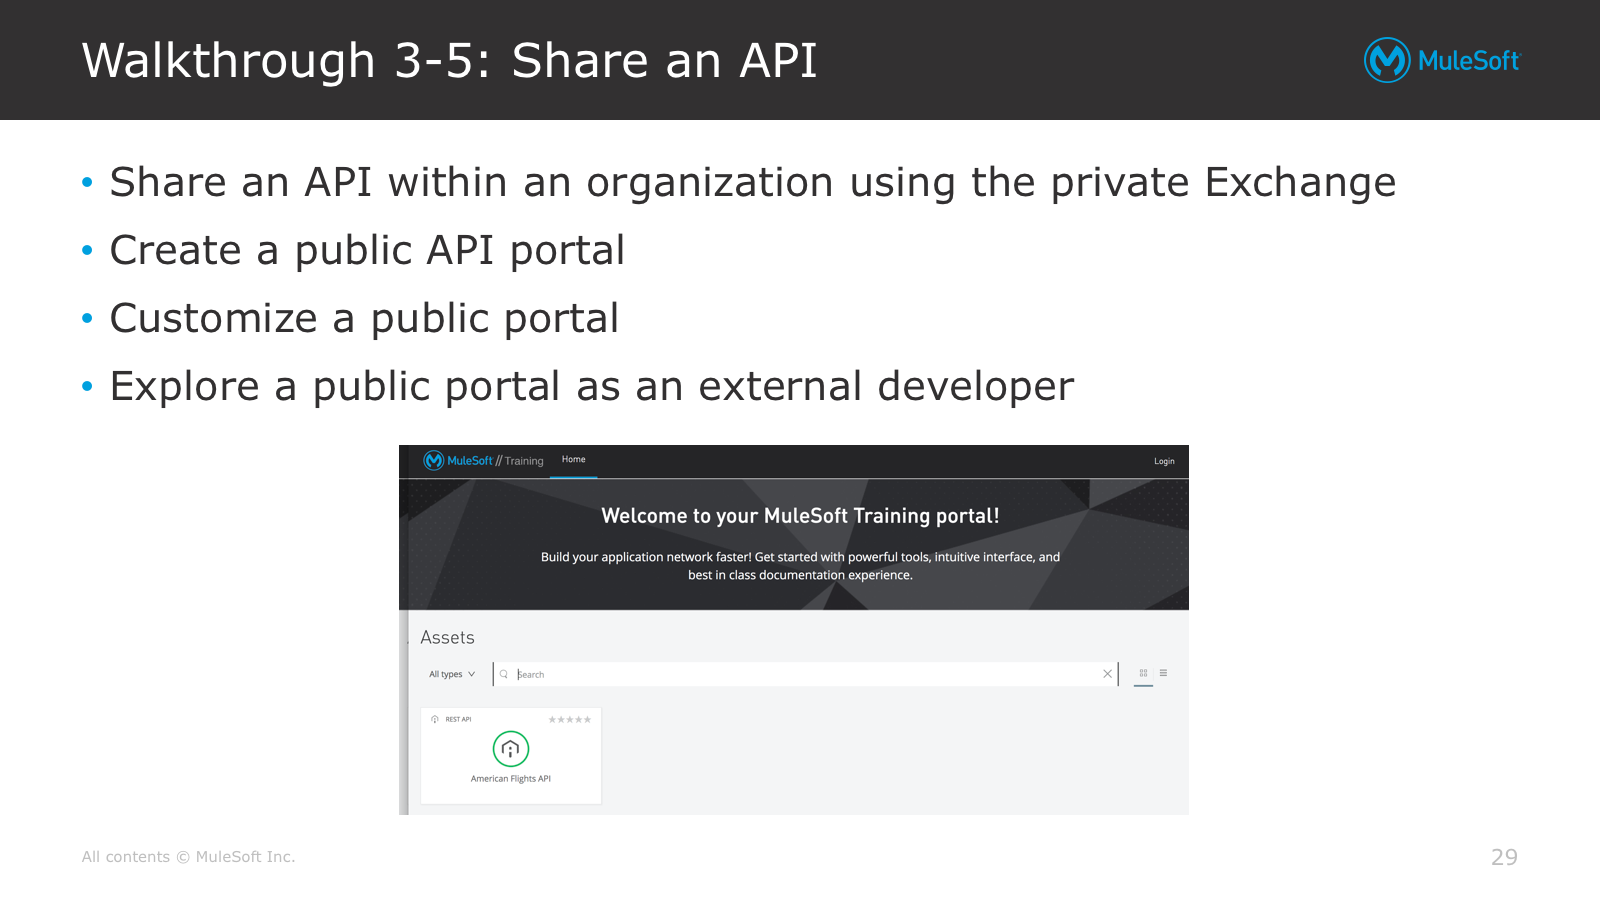 Walkthrough 3-5: Share an API
MuleSoft
• Share an API within an organization using the private Exchange
• Create a public API portal
• Customize a public portal
• Explore a public portal as an external developer
MuleSoft // Training Home Login
Welcome to your MuleSoft Training portal!
Build your application network faster! Get started with powerful tools, intuitive interface, and
best in class documentation experience.
Assets
All types Search
REST API
American Flights API
All contents © MuleSoft Inc. 29